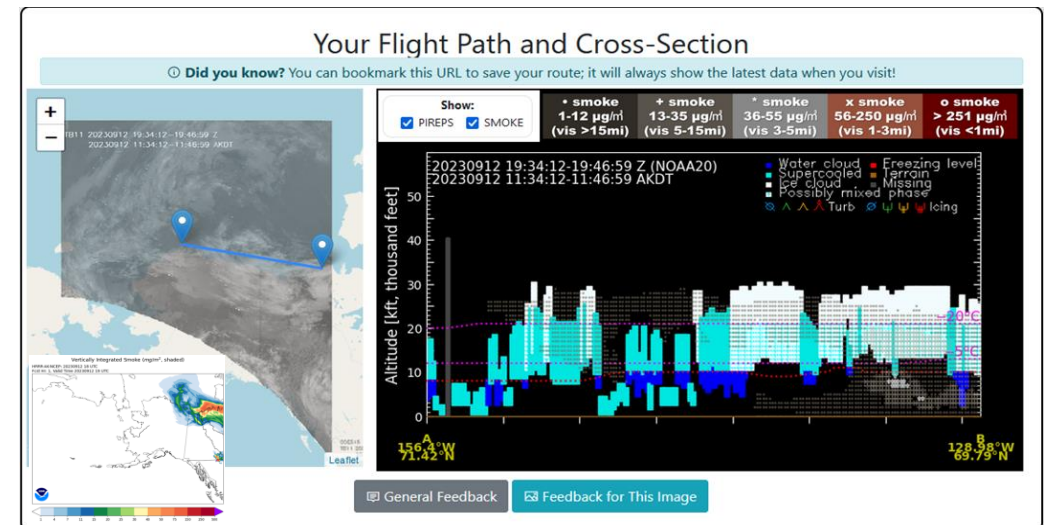 Your Flight Path and Cross-Section
Did you know? You can bookmark this URL to save your route; it will always show the latest data when you visit!
+
−
20230912 19:34:12-19:46:59 Z
20230912 11:34:12-11:46:59 AKDT
Leaflet
Vertically Integrated Smoke (mg/m², shaded)
Show:
PIREPS SMOKE
• smoke
1-12 µg/㎥
(vis >15mi)
+ smoke
13-35 µg/㎥
(vis 5-15mi)
* smoke
36-55 µg/㎥
(vis 3-5mi)
x smoke
56-250 µg/㎥
(vis 1-3mi)
o smoke
> 251 µg/㎥
(vis <1mi)
20230912 19:34:12-19:46:59 Z (NOAA20)
20230912 11:34:12-11:46:59 AKDT
Water cloud
Supercooled
Ice cloud
Possibly mixed phase
Freezing level
Terrain
Missing
Turb
Icing
Altitude [kft, thousand feet]
50
40
30
20
10
0
-20°C
-5°C
A
156.4°W
71.42°N
B
128.98°W
69.79°N
General Feedback
Feedback for This Image